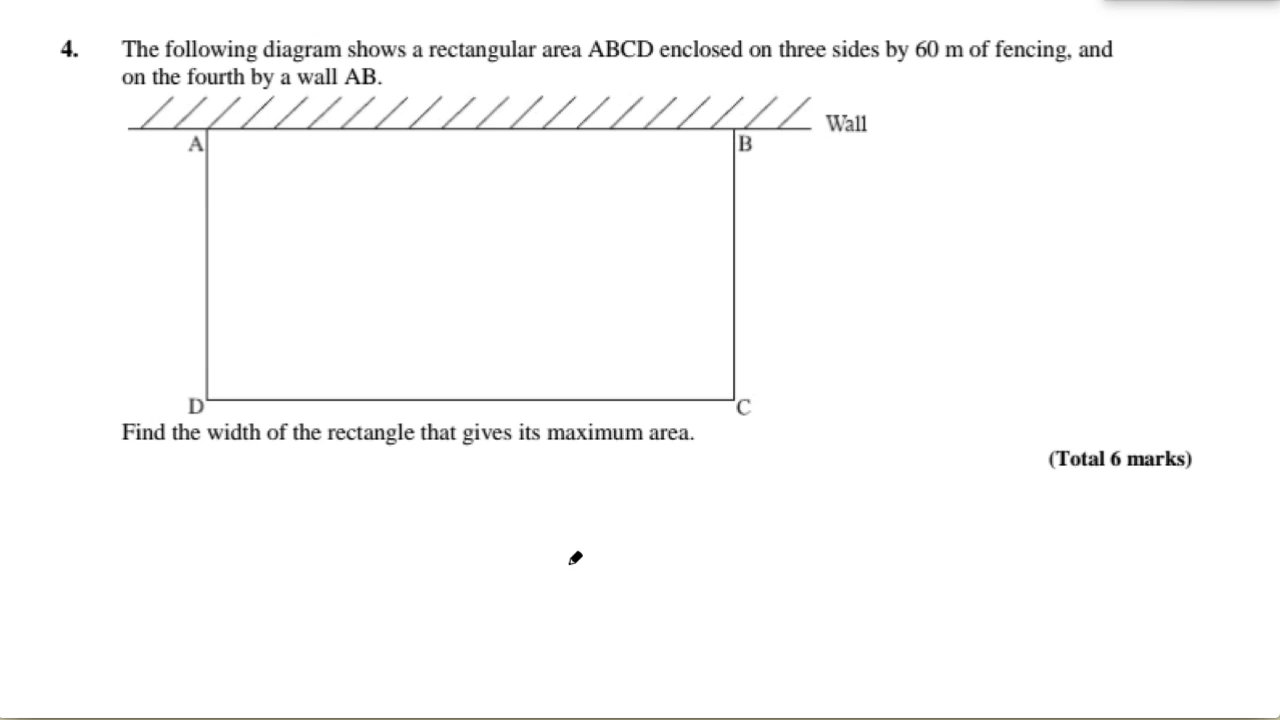 4. The following diagram shows a rectangular area ABCD enclosed on three sides by 60 m of fencing, and
on the fourth by a wall AB.
Wall
A B
D C
Find the width of the rectangle that gives its maximum area.
(Total 6 marks)